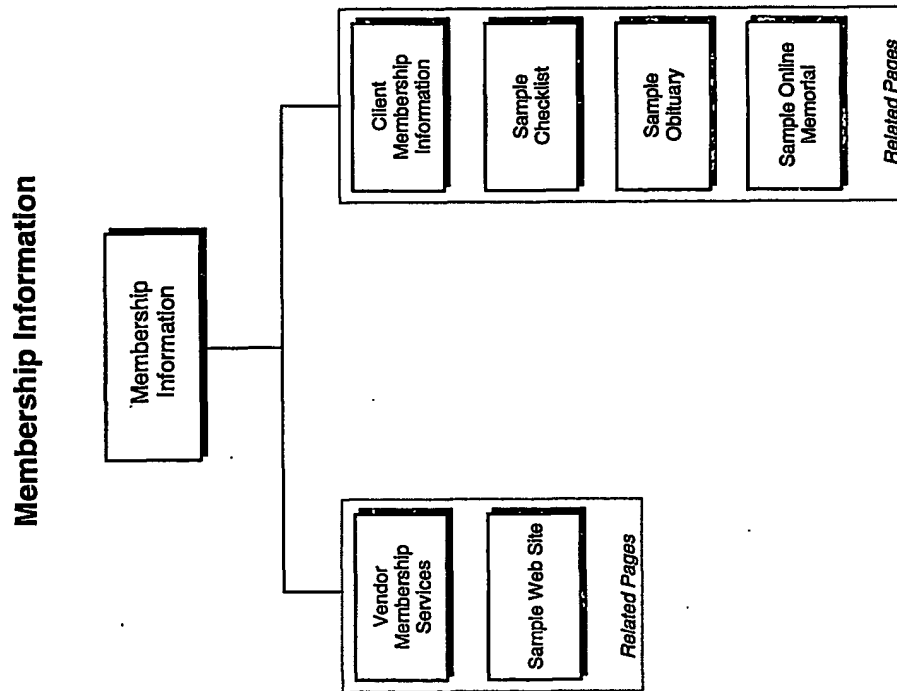 Membership Information
Membership
Information
Vendor
Membership
Services
Sample Web Site
Related Pages
Client
Membership
Information
Sample
Checklist
Sample
Obituary
Sample Online
Memorial
Related Pages